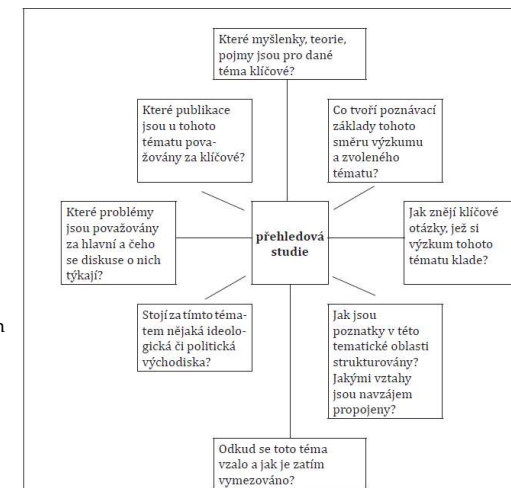 Které myšlenky, teorie,
pojmy jsou pro dané
téma klíčové?
Které publikace
jsou u tohoto
tématu pova-
žovány za klíčové?
Co tvoří poznávací
základy tohoto
směru výzkumu
a zvoleného
tématu?
Které problémy
jsou považovány
za hlavní a čeho
se diskuse o nich
týkají?
přehledová
studie
Jak znějí klíčové
otázky, jež si
výzkum tohoto
tématu klade?
Stojí za tímto téma-
tem nějaká ideolo-
gická či politická
východiska?
Jak jsou
poznatky v této
tematické oblasti
strukturovány?
Jakými vztahy
jsou navzájem
propojeny?
Odkud se toto téma
vzalo a jak je zatím
vymezováno?